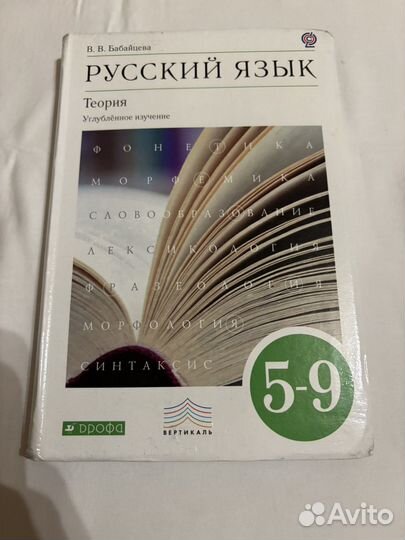 В. В. Бабайцева
РУССКИЙ ЯЗЫК
Теория
Углублённое изучение
ФОНЕТИКА
МОРФЕМИКА
СЛОВООБРАЗОВАНИЕ
ЛЕКСИКОЛОГИЯ
ФРАЗЕОЛОГИЯ
МОРФОЛОГИЯ
СИНТАКСИС
5-9
ДРОФА
ВЕРТИКАЛЬ
Avito